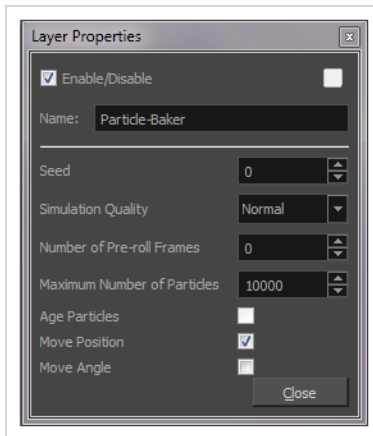 Layer Properties
Enable/Disable
Name: Particle-Baker
Seed 0
Simulation Quality Normal
Number of Pre-roll Frames 0
Maximum Number of Particles 10000
Age Particles
Move Position
Move Angle
Close